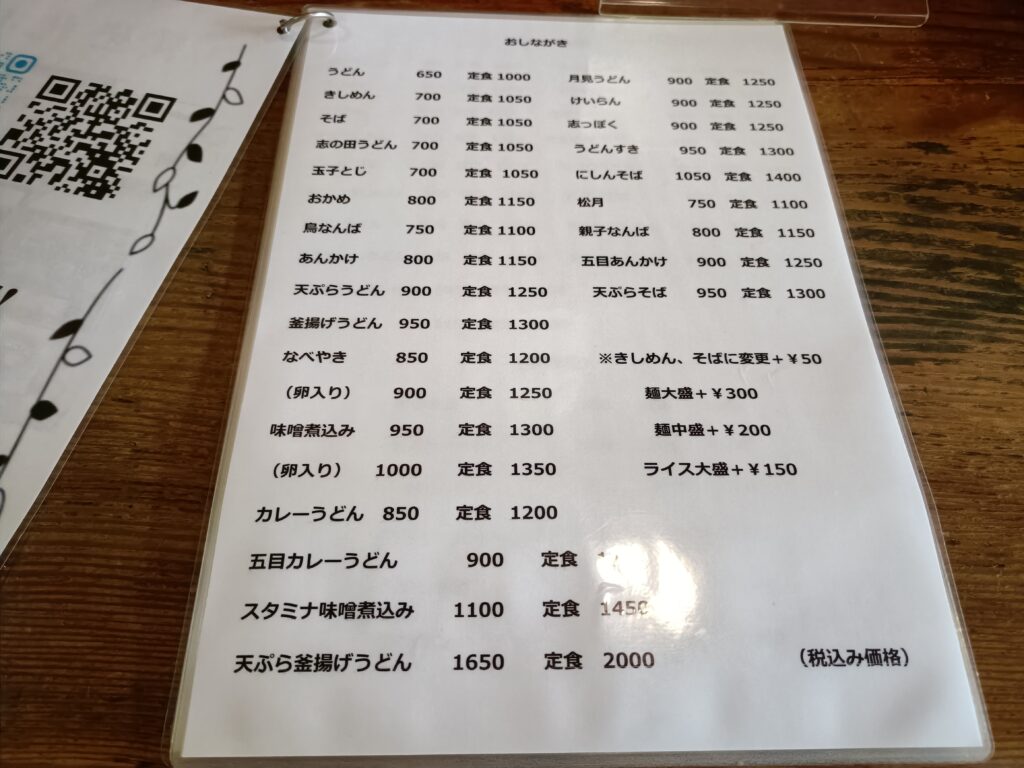 おしながき
うどん 650 定食 1000 月見うどん 900 定食 1250
きしめん 700 定食 1050 けいらん 900 定食 1250
そば 700 定食 1050 志っぽく 900 定食 1250
志の田うどん 700 定食 1050 うどんすき 950 定食 1300
玉子とじ 700 定食 1050 にしんそば 1050 定食 1400
おかめ 800 定食 1150 松月 750 定食 1100
鳥なんば 750 定食 1100 親子なんば 800 定食 1150
あんかけ 800 定食 1150 五目あんかけ 900 定食 1250
天ぷらうどん 900 定食 1250 天ぷらそば 950 定食 1300
釜揚げうどん 950 定食 1300
なべやき 850 定食 1200 ※きしめん、そばに変更+¥50
(卵入り) 900 定食 1250 麺大盛+¥300
味噌煮込み 950 定食 1300 麺中盛+¥200
(卵入り) 1000 定食 1350 ライス大盛+¥150
カレーうどん 850 定食 1200
五目カレーうどん 900 定食
スタミナ味噌煮込み 1100 定食 1450
天ぷら釜揚げうどん 1650 定食 2000 (税込み価格)